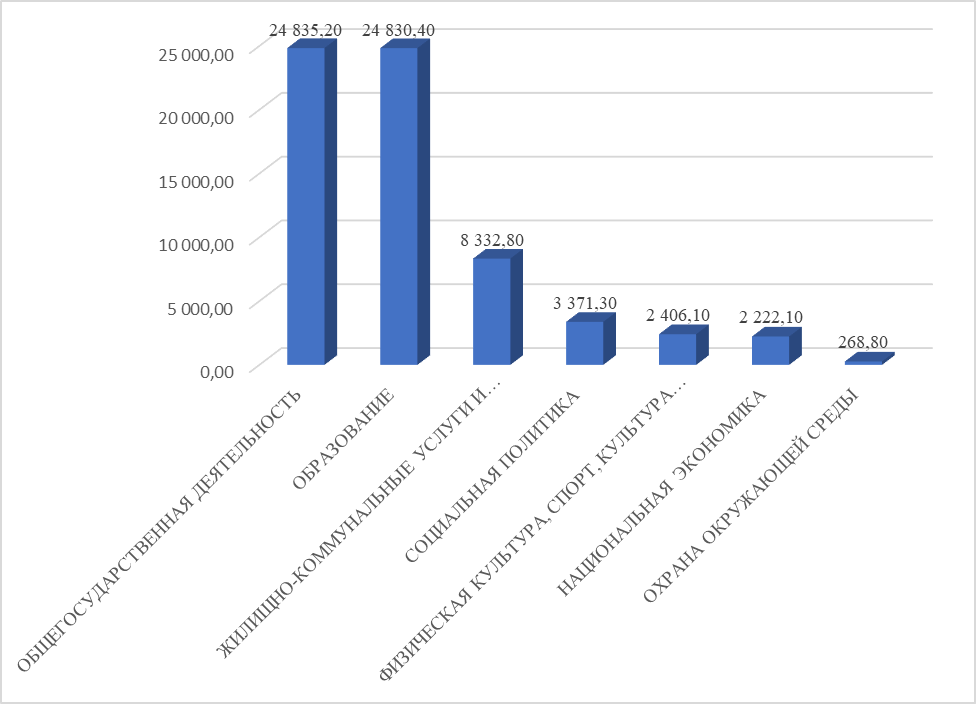 24 835,20
24 830,40
8 332,80
3 371,30
2 406,10
2 222,10
268,80
25 000,00
20 000,00
15 000,00
10 000,00
5 000,00
0,00
ОБЩЕГОСУДАРСТВЕННАЯ ДЕЯТЕЛЬНОСТЬ
ОБРАЗОВАНИЕ
ЖИЛИЩНО-КОММУНАЛЬНЫЕ УСЛУГИ И…
СОЦИАЛЬНАЯ ПОЛИТИКА
ФИЗИЧЕСКАЯ КУЛЬТУРА, СПОРТ, КУЛЬТУРА…
НАЦИОНАЛЬНАЯ ЭКОНОМИКА
ОХРАНА ОКРУЖАЮЩЕЙ СРЕДЫ